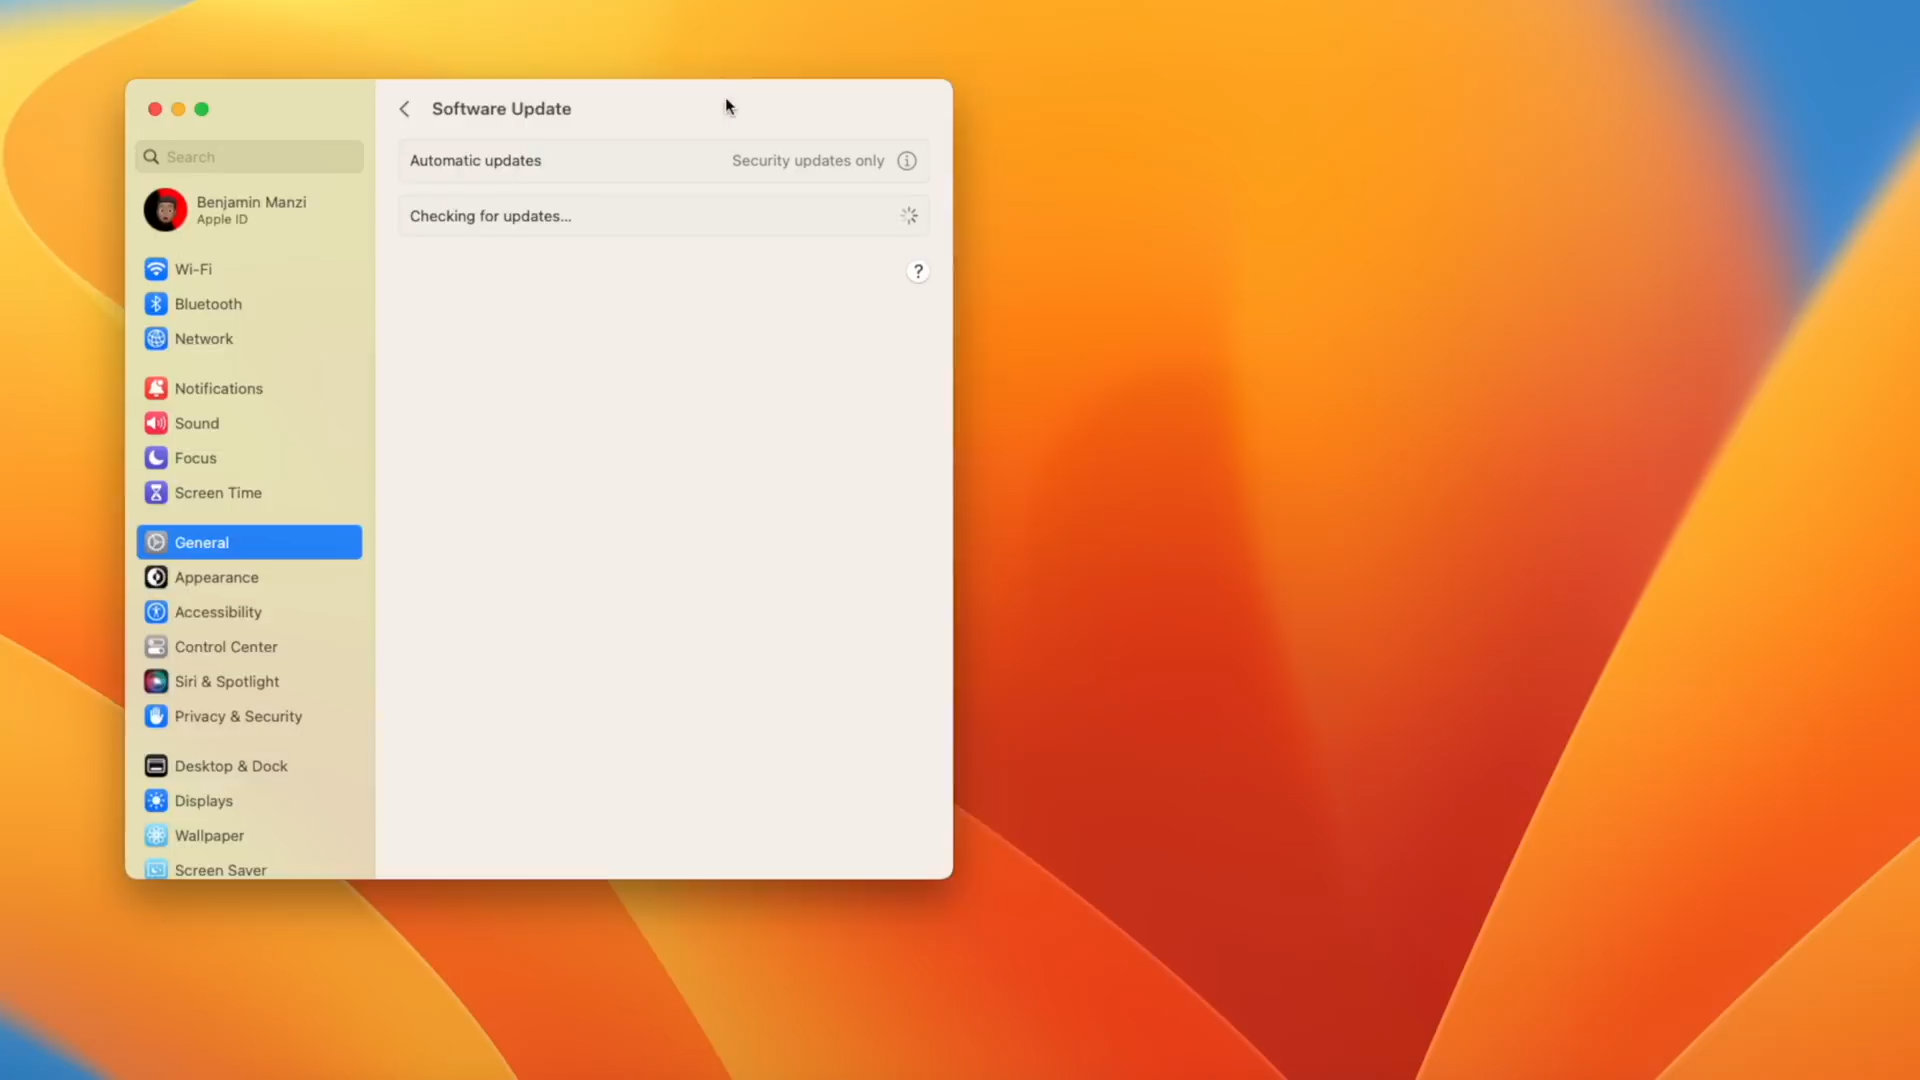 Software Update
Search
Automatic updates
Security updates only
Benjamin Manzi
Apple ID
Checking for updates...
?
Wi-Fi
Bluetooth
Network
Notifications
Sound
Focus
Screen Time
General
Appearance
Accessibility
Control Center
Siri & Spotlight
Privacy & Security
Desktop & Dock
Displays
Wallpaper
Screen Saver